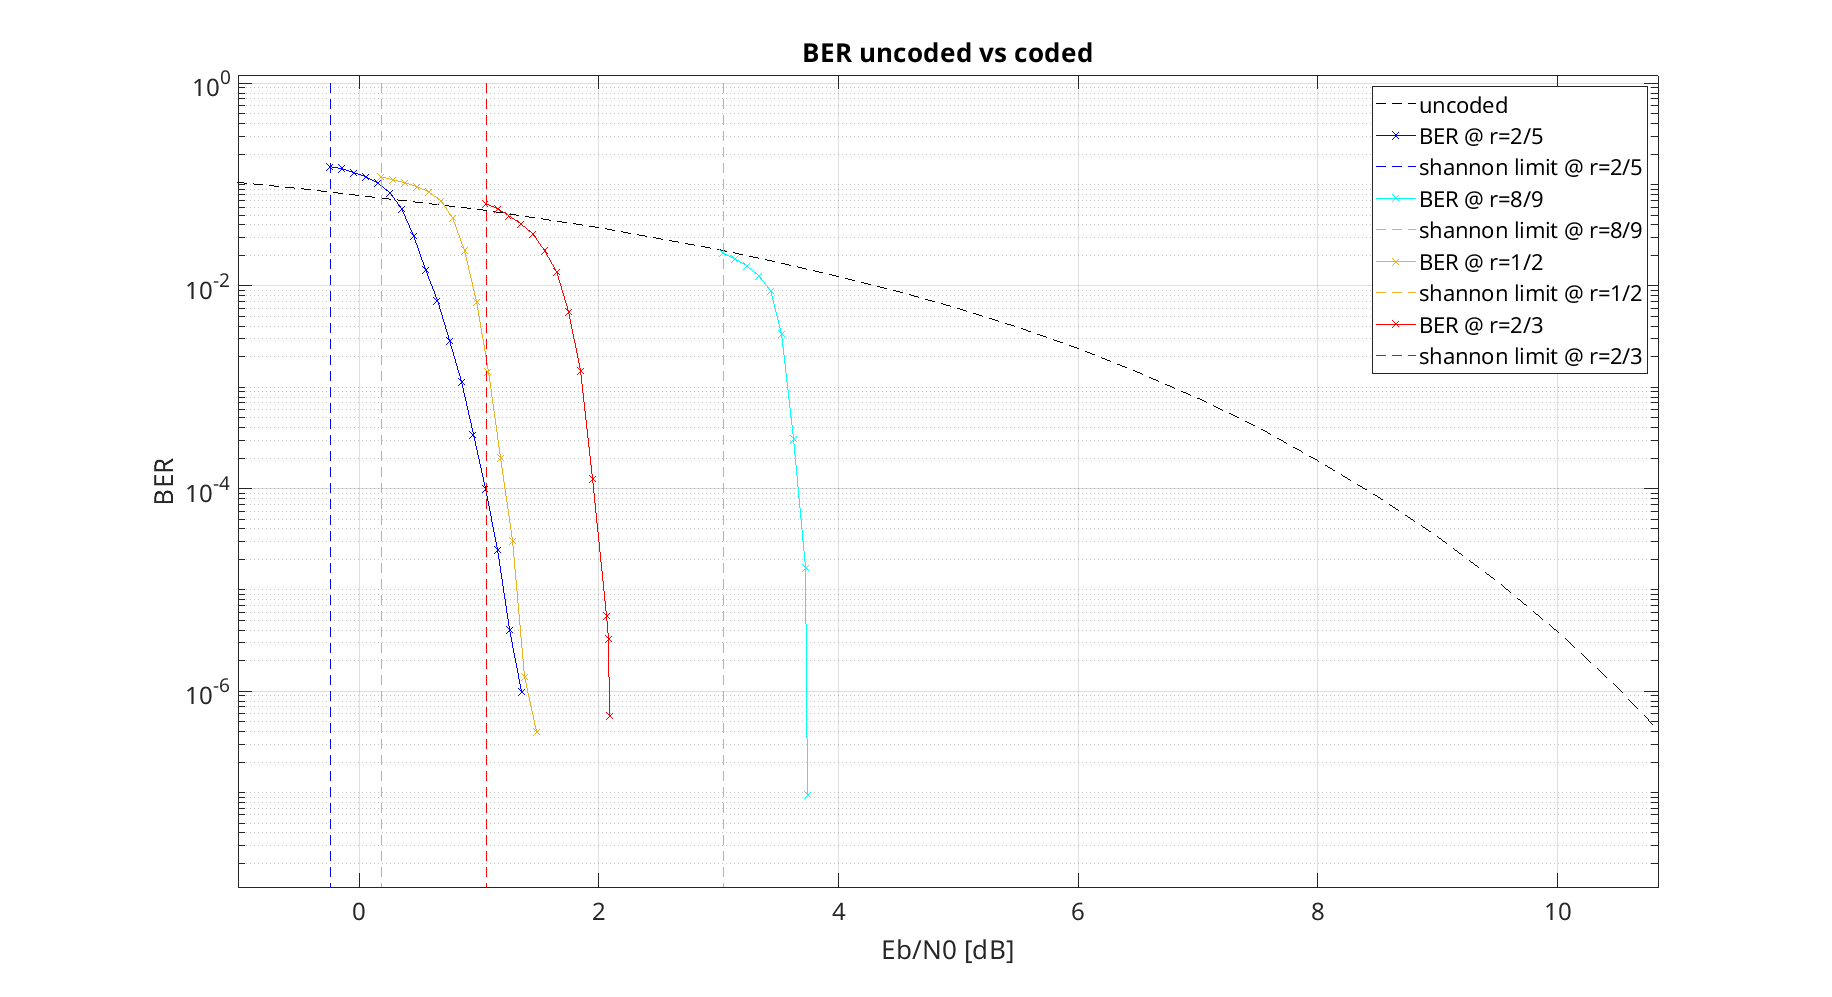 BER uncoded vs coded
10^0
10^-2
10^-4
10^-6
BER
0 2 4 6 8 10
Eb/N0 [dB]
uncoded
BER @ r=2/5
shannon limit @ r=2/5
BER @ r=8/9
shannon limit @ r=8/9
BER @ r=1/2
shannon limit @ r=1/2
BER @ r=2/3
shannon limit @ r=2/3